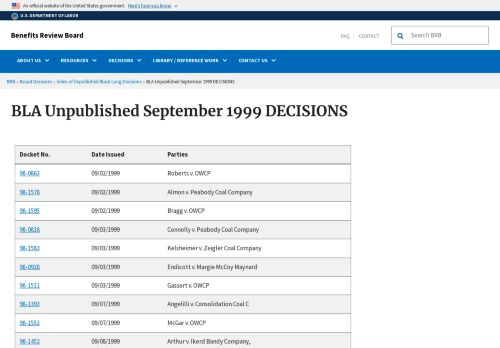 An official website of the United States government. Here's how you know
U.S. DEPARTMENT OF LABOR
Benefits Review Board
FAQ CONTACT
Search BRB
ABOUT US RESOURCES DECISIONS LIBRARY / REFERENCE WORK CONTACT US
BRB » Board Decisions » Index of Unpublished Black Lung Decisions » BLA Unpublished September 1999 DECISIONS
BLA Unpublished September 1999 DECISIONS
Docket No. Date Issued Parties
98-0863 09/02/1999 Roberts v. OWCP
98-1578 09/02/1999 Almon v. Peabody Coal Company
98-1595 09/02/1999 Bragg v. OWCP
98-0818 09/03/1999 Connolly v. Peabody Coal Company
98-1583 09/03/1999 Kelsheimer v. Zeigler Coal Company
98-0928 09/03/1999 Endicott v. Margie McCoy Maynard
98-1511 09/03/1999 Gassert v. OWCP
98-1393 09/07/1999 Angelilli v. Consolidation Coal C
98-1552 09/07/1999 McGar v. OWCP
98-1452 09/08/1999 Arthur v. Ikerd Bandy Company,